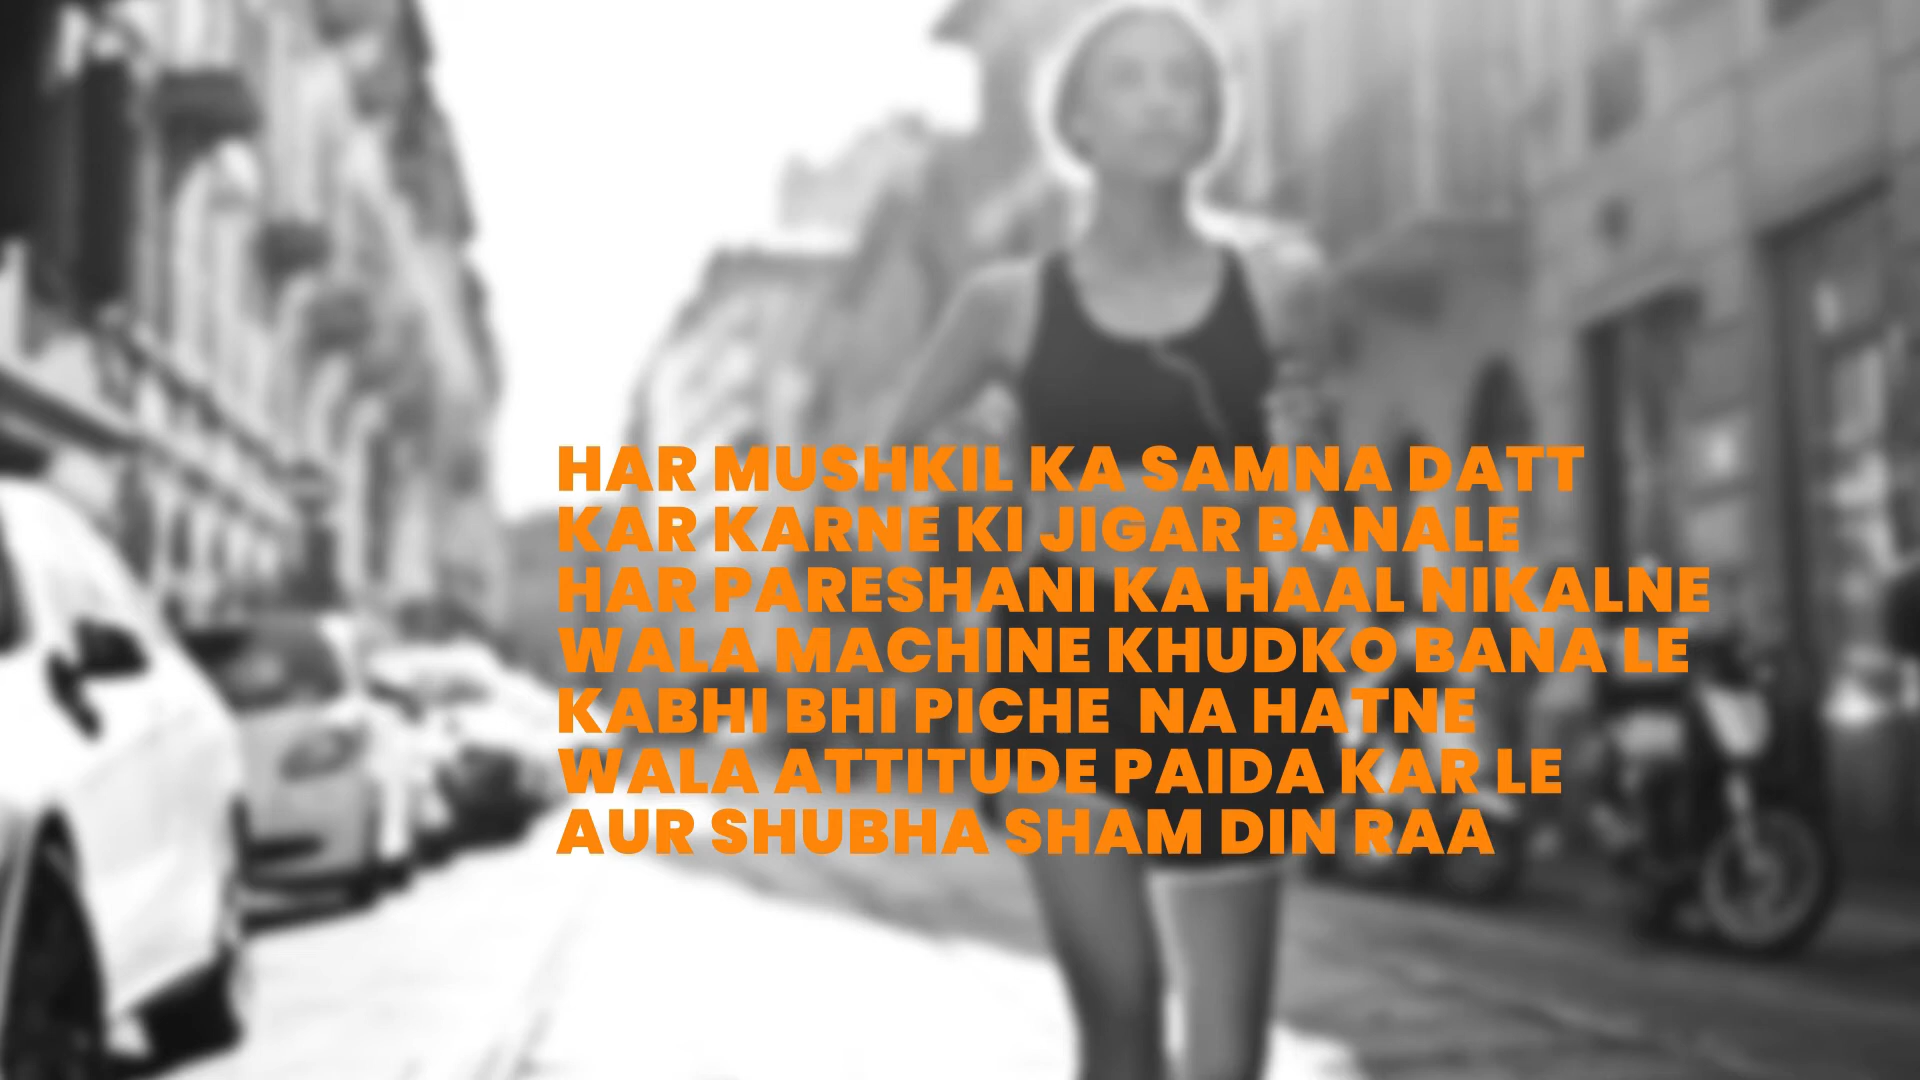 HAR MUSHKIL KA SAMNA DATT
KAR KARNE KI JIGAR BANALE
HAR PARESHANI KA HAAL NIKALNE
WALA MACHINE KHUDKO BANA LE
KABHI BHI PICHE  NA HATNE
WALA ATTITUDE PAIDA KAR LE
AUR SHUBHA SHAM DIN RAA